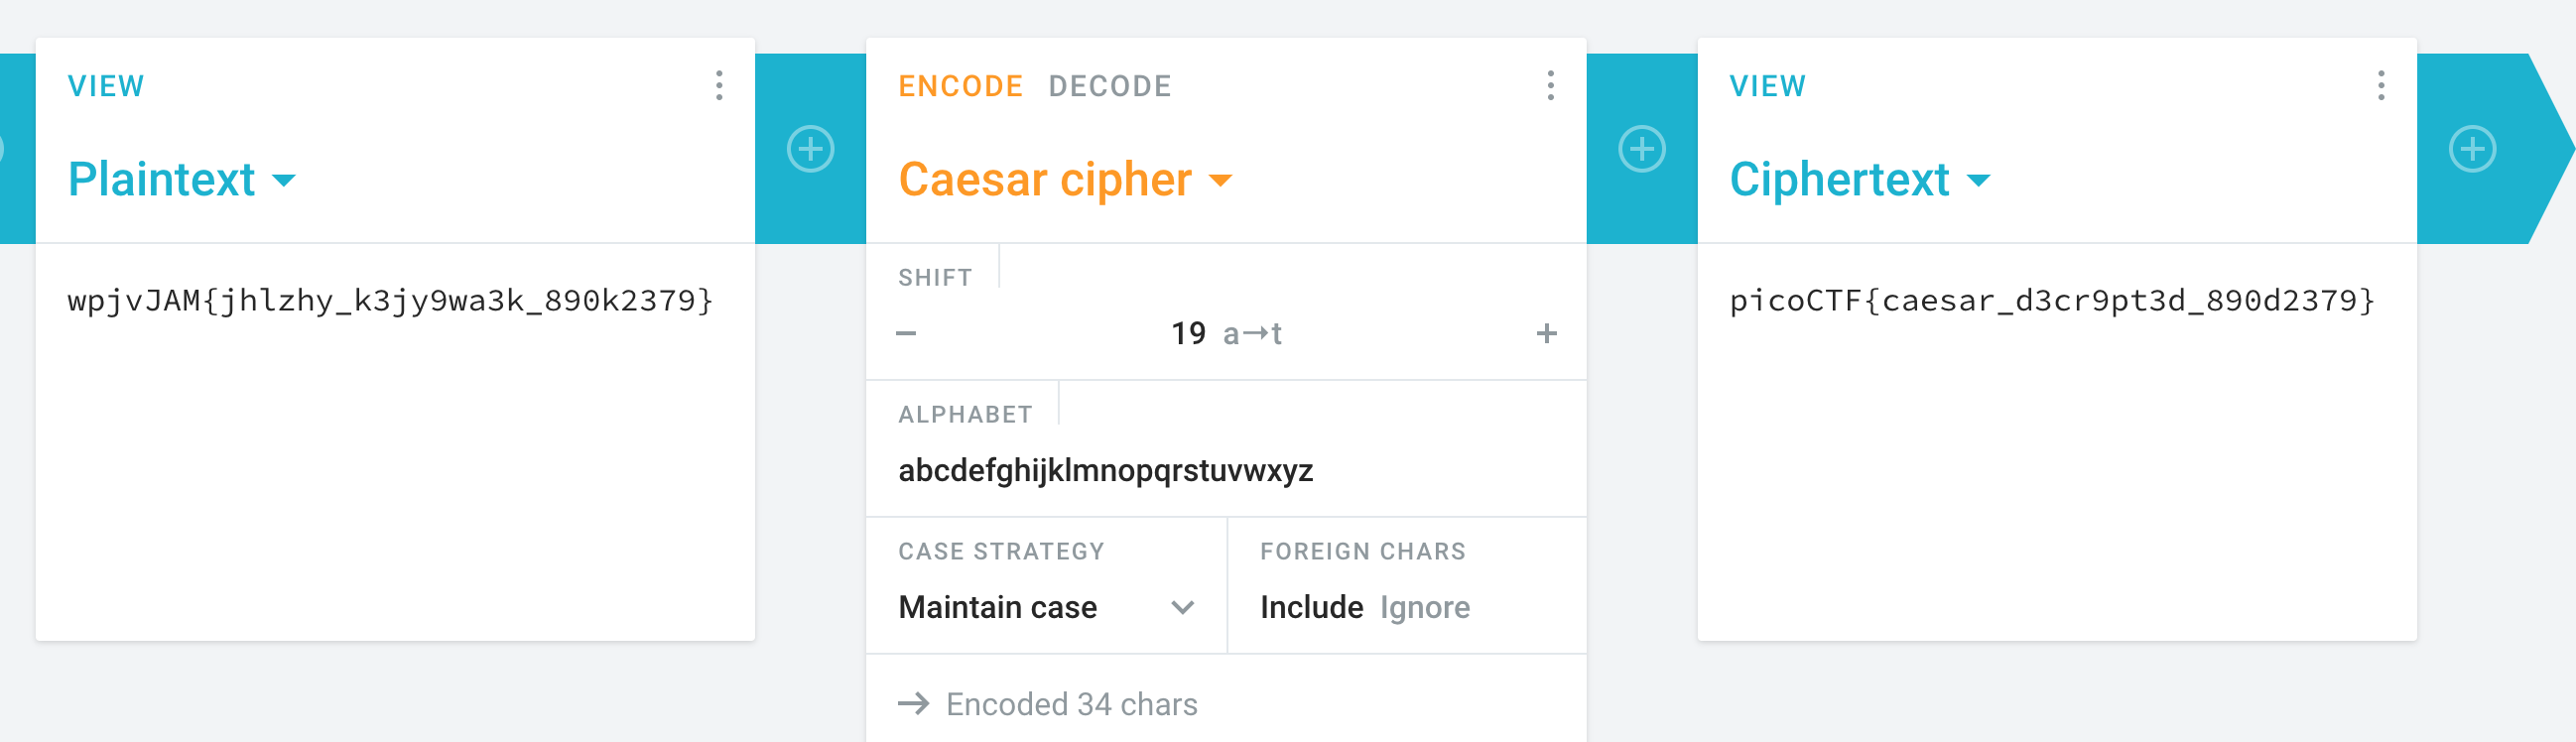 VIEW
Plaintext
wpjvJAM{jhlzhy_k3jy9wa3k_890k2379}
ENCODE DECODE
Caesar cipher
SHIFT
− 19 a→t +
ALPHABET
abcdefghijklmnopqrstuvwxyz
CASE STRATEGY
Maintain case
FOREIGN CHARS
Include Ignore
→ Encoded 34 chars
VIEW
Ciphertext
picoCTF{caesar_d3cr9pt3d_890d2379}